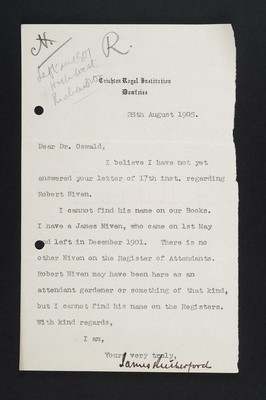 R.
Crichton Royal Institution
Dumfries
28th August 1905.
Dear Dr. Oswald,
I believe I have not yet
answered your letter of 17th inst. regarding
Robert Niven.
I cannot find his name on our Books.
I have a James Niven, who came on 1st May
and left in December 1901. There is no
other Niven on the Register of Attendants.
Robert Niven may have been here as an
attendant gardener or something of that kind,
but I cannot find his name on the Registers.
With kind regards,
I am,
Yours very truly,
James Rutherford